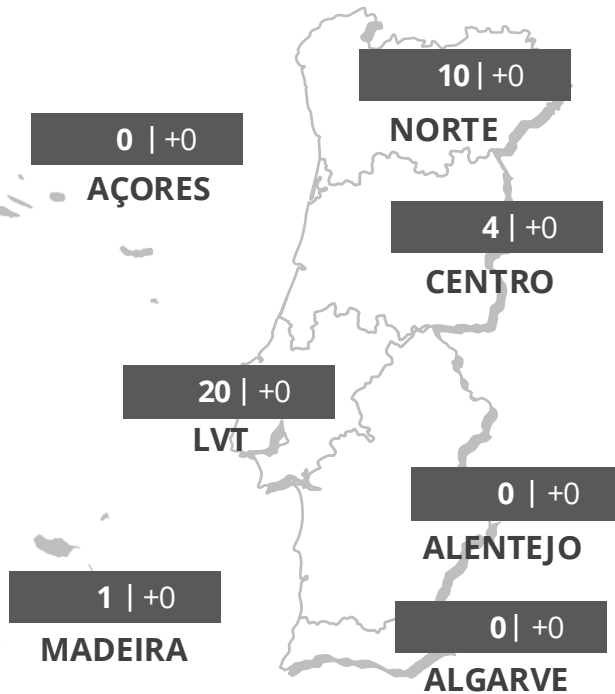 10 | +0
NORTE
0 | +0
AÇORES
4 | +0
CENTRO
20 | +0
LVT
0 | +0
ALENTEJO
1 | +0
MADEIRA
0 | +0
ALGARVE